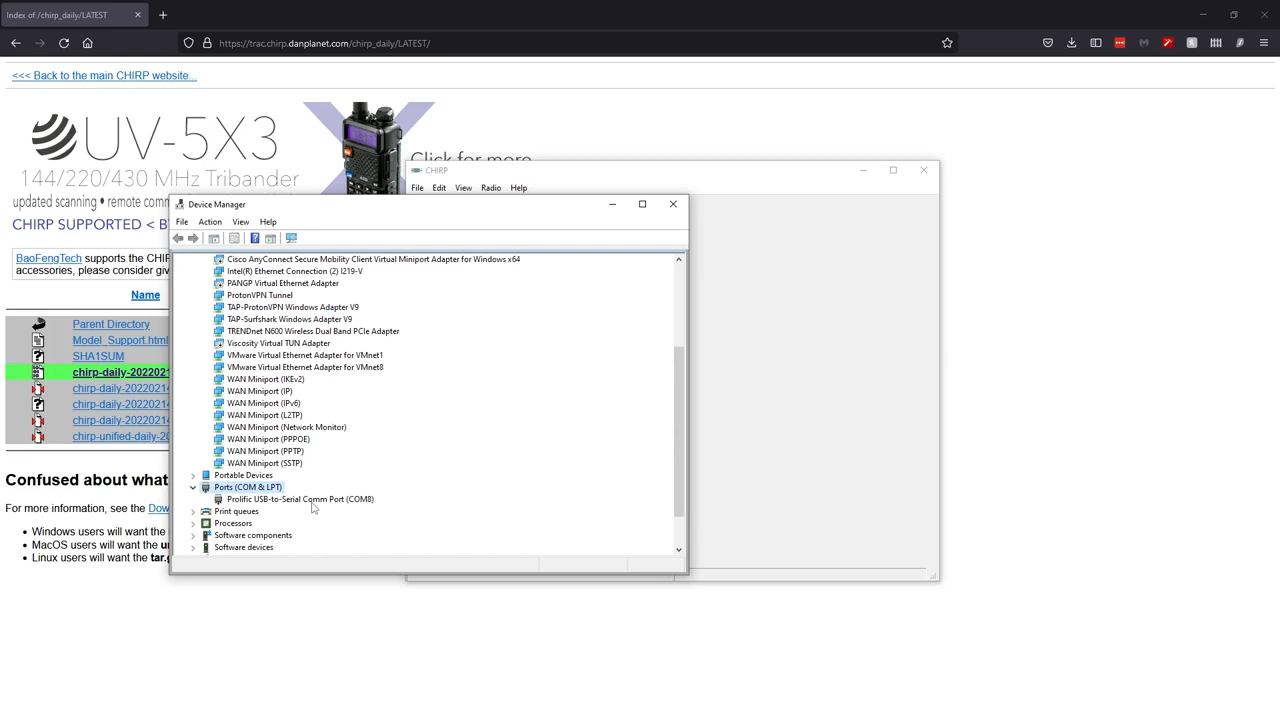 Index of /chirp_daily/LATEST
https://trac.chirp.danplanet.com/chirp_daily/LATEST/
<<< Back to the main CHIRP website...
UV-5X3
144/220/430 MHz Tribander
updated scanning • remote
CHIRP SUPPORTED <
Click for more
BaoFengTech supports the
accessories, please consider
Name
Parent Directory
Model_Support.html
SHA1SUM
chirp-daily-2022021
chirp-daily-20220214
chirp-daily-20220214
chirp-daily-20220214
chirp-unified-daily-20
Confused about what
For more information, see the
Windows users will want the
MacOS users will want the
Linux users will want the tar.
CHIRP
File Edit View Radio Help
Device Manager
File Action View Help
Cisco AnyConnect Secure Mobility Client Virtual Miniport Adapter for Windows x64
Intel(R) Ethernet Connection (2) I219-V
PANGP Virtual Ethernet Adapter
ProtonVPN Tunnel
TAP-ProtonVPN Windows Adapter V9
TAP-Surfshark Windows Adapter V9
TRENDnet N600 Wireless Dual Band PCIe Adapter
Viscosity Virtual TUN Adapter
VMware Virtual Ethernet Adapter for VMnet1
VMware Virtual Ethernet Adapter for VMnet8
WAN Miniport (IKEv2)
WAN Miniport (IP)
WAN Miniport (IPv6)
WAN Miniport (L2TP)
WAN Miniport (Network Monitor)
WAN Miniport (PPPOE)
WAN Miniport (PPTP)
WAN Miniport (SSTP)
Portable Devices
Ports (COM & LPT)
Prolific USB-to-Serial Comm Port (COM8)
Print queues
Processors
Software components
Software devices